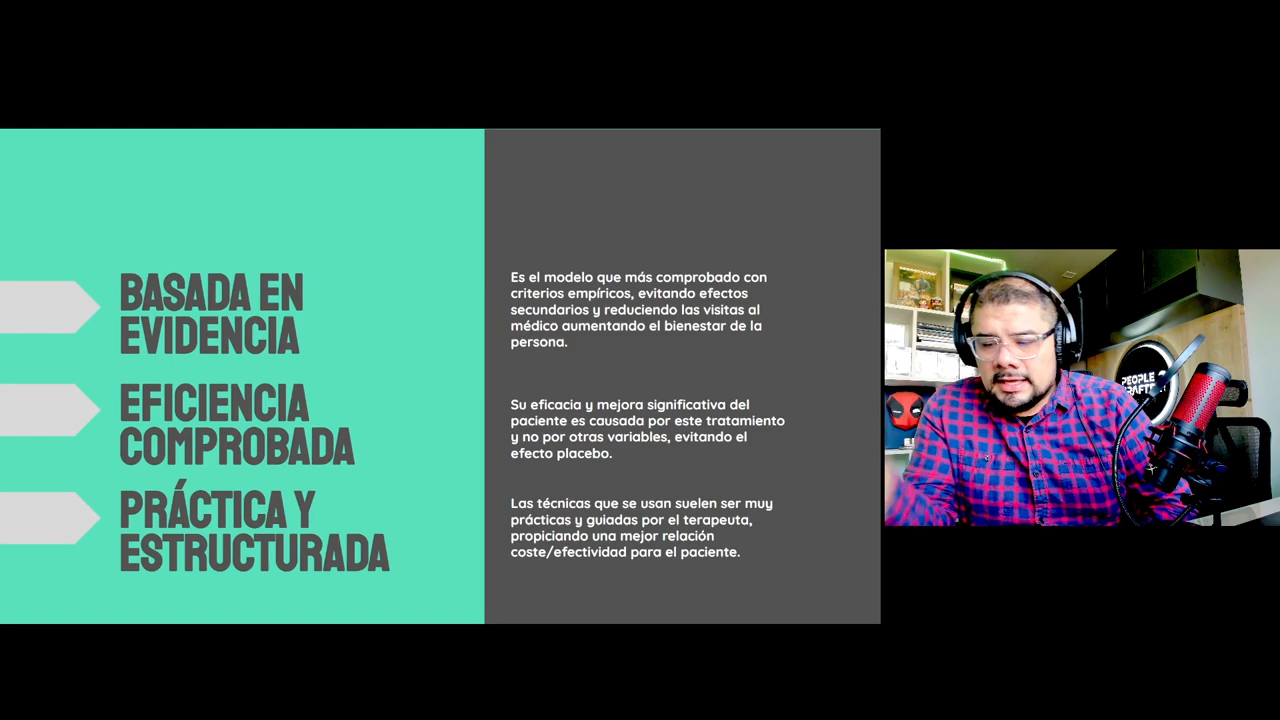 BASADA EN
EVIDENCIA
Es el modelo que más comprobado con
criterios empíricos, evitando efectos
secundarios y reduciendo las visitas al
médico aumentando el bienestar de la
persona.
EFICIENCIA
COMPROBADA
Su eficacia y mejora significativa del
paciente es causada por este tratamiento
y no por otras variables, evitando el
efecto placebo.
PRÁCTICA Y
ESTRUCTURADA
Las técnicas que se usan suelen ser muy
prácticas y guiadas por el terapeuta,
propiciando una mejor relación
coste/efectividad para el paciente.
PEOPLE